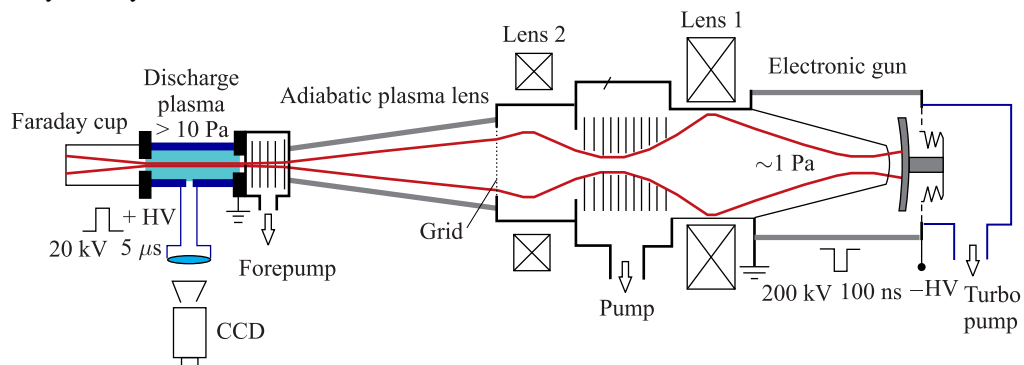 Lens 1
Lens 2
Electronic gun
Discharge
plasma
> 10 Pa
Adiabatic plasma lens
Faraday cup
~1 Pa
+ HV
20 kV 5 μs
Grid
Forepump
Pump
200 kV 100 ns −HV
Turbo
pump
CCD